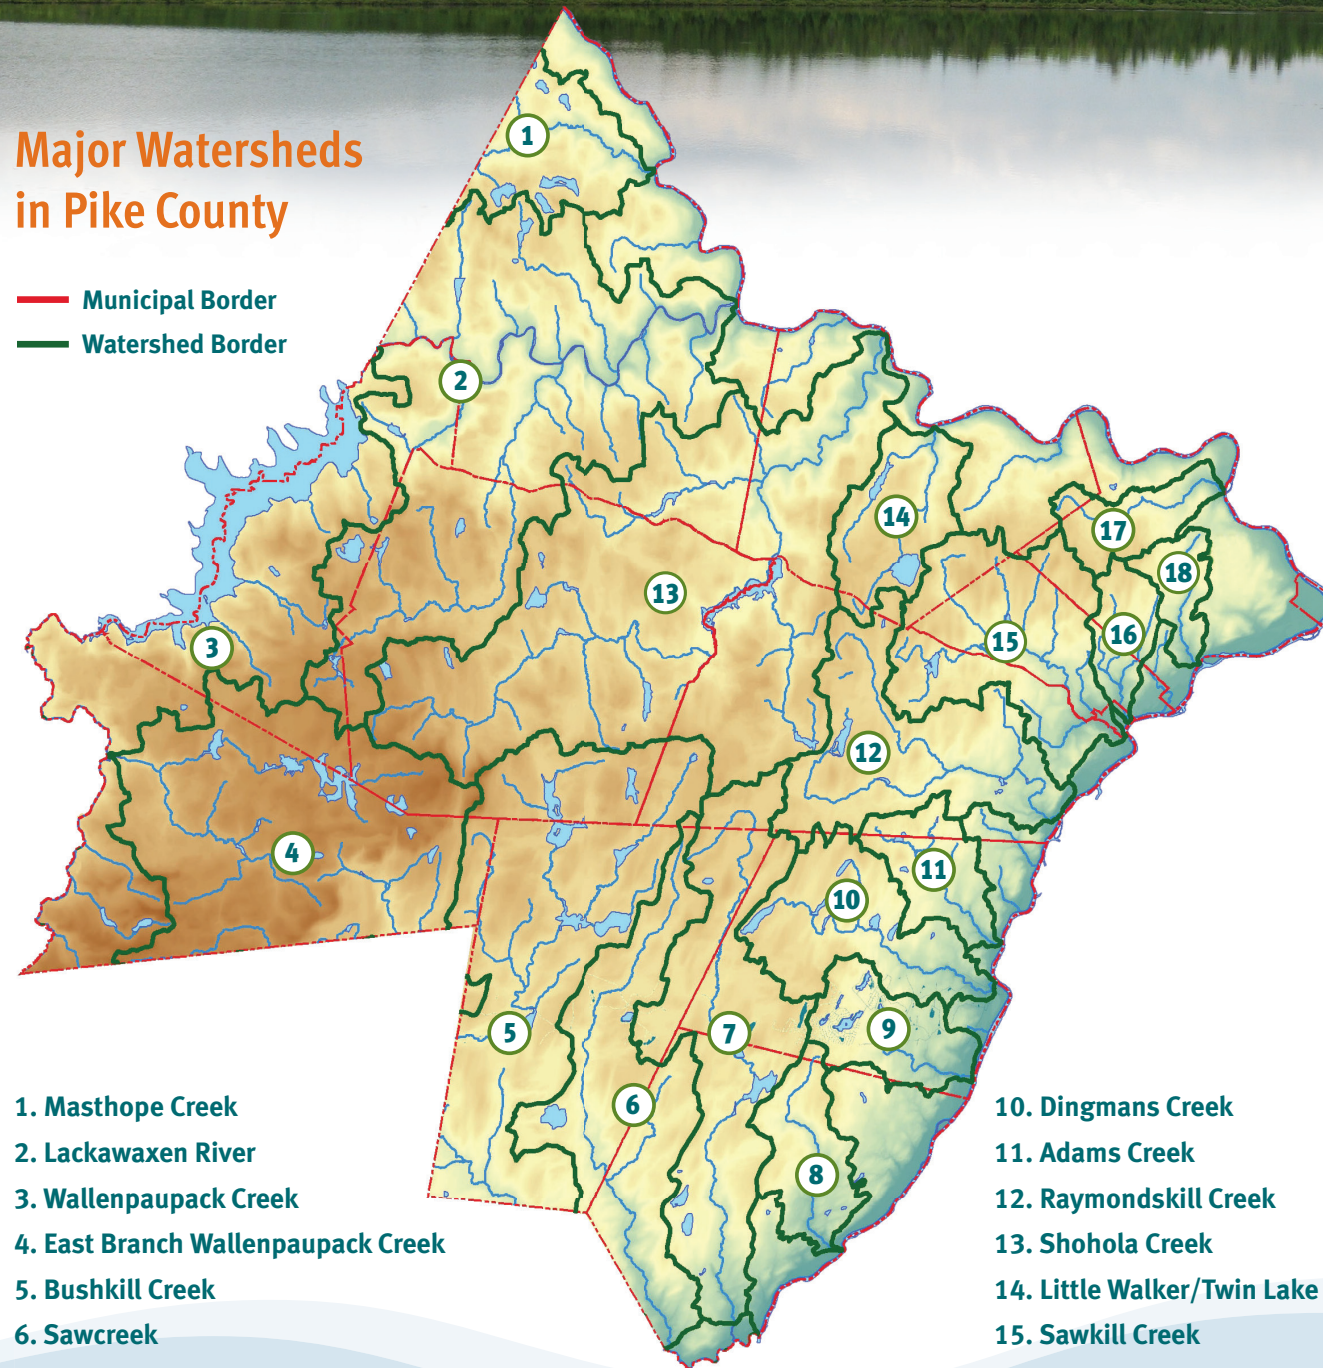 Major Watersheds
in Pike County
Municipal Border
Watershed Border
1
2
3
4
5
6
7
8
9
10
11
12
13
14
15
16
17
18
1. Masthope Creek
2. Lackawaxen River
3. Wallenpaupack Creek
4. East Branch Wallenpaupack Creek
5. Bushkill Creek
6. Sawcreek
10. Dingmans Creek
11. Adams Creek
12. Raymondskill Creek
13. Shohola Creek
14. Little Walker/Twin Lake
15. Sawkill Creek